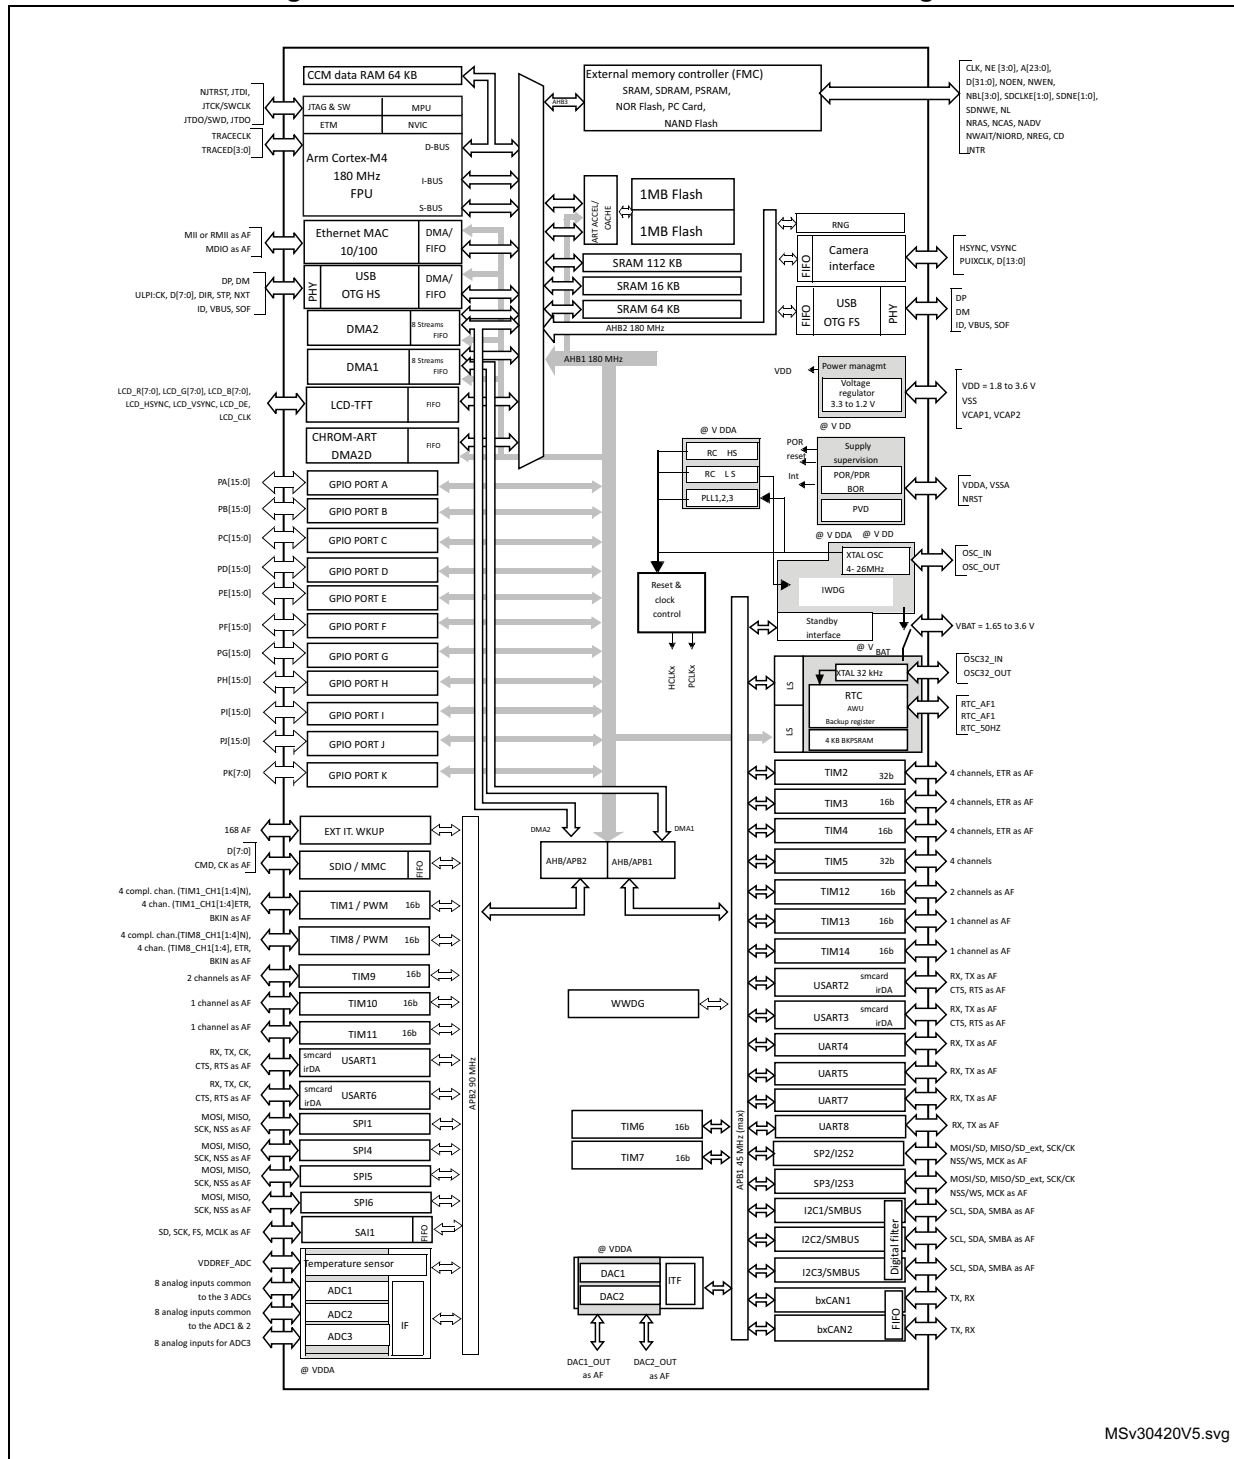 CCM data RAM 64 KB
NJTRST, JTDI,
JTCK/SWCLK
JTDO/SWD, JTDO
TRACECLK
TRACED[3:0]
JTAG & SW
MPU
ETM
NVIC
Arm Cortex-M4
180 MHz
FPU
D-BUS
I-BUS
S-BUS
MII or RMII as AF
MDIO as AF
Ethernet MAC
10/100
DMA/
FIFO
DP, DM
ULPI:CK, D[7:0], DIR, STP, NXT
ID, VBUS, SOF
PHY
USB
OTG HS
DMA/
FIFO
DMA2
8 Streams
FIFO
DMA1
8 Streams
FIFO
LCD_R[7:0], LCD_G[7:0], LCD_B[7:0],
LCD_HSYNC, LCD_VSYNC, LCD_DE,
LCD_CLK
LCD-TFT
FIFO
CHROM-ART
DMA2D
FIFO
AHB3
External memory controller (FMC)
SRAM, SDRAM, PSRAM,
NOR Flash, PC Card,
NAND Flash
CLK, NE [3:0], A[23:0],
D[31:0], NOEN, NWEN,
NBL[3:0], SDCLKE[1:0], SDNE[1:0],
SDNWE, NL
NRAS, NCAS, NADV
NWAIT/NIORD, NREG, CD
INTR
ART ACCEL/
CACHE
1MB Flash
1MB Flash
SRAM 112 KB
SRAM 16 KB
SRAM 64 KB
AHB2 180 MHz
AHB1 180 MHz
RNG
FIFO
Camera
interface
HSYNC, VSYNC
PUIXCLK, D[13:0]
FIFO
USB
OTG FS
PHY
DP
DM
ID, VBUS, SOF
VDD
Power managmt
Voltage
regulator
3.3 to 1.2 V
VDD = 1.8 to 3.6 V
VSS
VCAP1, VCAP2
@ V DD
@ V DDA
RC HS
RC L S
PLL1,2,3
POR
reset
Int
Supply
supervision
POR/PDR
BOR
PVD
VDDA, VSSA
NRST
@ V DDA
@ V DD
XTAL OSC
4- 26MHz
OSC_IN
OSC_OUT
IWDG
Reset &
clock
control
HCLKx
PCLKx
Standby
interface
VBAT = 1.65 to 3.6 V
@ V BAT
LS
LS
XTAL 32 kHz
OSC32_IN
OSC32_OUT
RTC
AWU
Backup register
4 KB BKPSRAM
RTC_AF1
RTC_AF1
RTC_50HZ
PA[15:0]
GPIO PORT A
PB[15:0]
GPIO PORT B
PC[15:0]
GPIO PORT C
PD[15:0]
GPIO PORT D
PE[15:0]
GPIO PORT E
PF[15:0]
GPIO PORT F
PG[15:0]
GPIO PORT G
PH[15:0]
GPIO PORT H
PI[15:0]
GPIO PORT I
PJ[15:0]
GPIO PORT J
PK[7:0]
GPIO PORT K
DMA2
DMA1
AHB/APB2
AHB/APB1
168 AF
EXT IT. WKUP
D[7:0]
CMD, CK as AF
SDIO / MMC
FIFO
4 compl. chan. (TIM1_CH1[1:4]N),
4 chan. (TIM1_CH1[1:4]ETR,
BKIN as AF
TIM1 / PWM
16b
4 compl. chan.(TIM8_CH1[1:4]N),
4 chan. (TIM8_CH1[1:4], ETR,
BKIN as AF
TIM8 / PWM
16b
2 channels as AF
TIM9
16b
1 channel as AF
TIM10
16b
1 channel as AF
TIM11
16b
RX, TX, CK,
CTS, RTS as AF
smcard
irDA
USART1
RX, TX, CK,
CTS, RTS as AF
smcard
irDA
USART6
MOSI, MISO,
SCK, NSS as AF
SPI1
MOSI, MISO,
SCK, NSS as AF
SPI4
MOSI, MISO,
SCK, NSS as AF
SPI5
MOSI, MISO,
SCK, NSS as AF
SPI6
SD, SCK, FS, MCLK as AF
SAI1
FIFO
VDDREF_ADC
Temperature sensor
8 analog inputs common
to the 3 ADCs
8 analog inputs common
to the ADC1 & 2
8 analog inputs for ADC3
ADC1
ADC2
ADC3
IF
@ VDDA
APB2 90 MHz
WWDG
TIM6
16b
TIM7
16b
@ VDDA
DAC1
DAC2
ITF
DAC1_OUT
as AF
DAC2_OUT
as AF
APB1 45 MHz (max)
TIM2
32b
4 channels, ETR as AF
TIM3
16b
4 channels, ETR as AF
TIM4
16b
4 channels, ETR as AF
TIM5
32b
4 channels
TIM12
16b
2 channels as AF
TIM13
16b
1 channel as AF
TIM14
16b
1 channel as AF
USART2
smcard
irDA
RX, TX as AF
CTS, RTS as AF
USART3
smcard
irDA
RX, TX as AF
CTS, RTS as AF
UART4
RX, TX as AF
UART5
RX, TX as AF
UART7
RX, TX as AF
UART8
RX, TX as AF
SP2/I2S2
MOSI/SD, MISO/SD_ext, SCK/CK
NSS/WS, MCK as AF
SP3/I2S3
MOSI/SD, MISO/SD_ext, SCK/CK
NSS/WS, MCK as AF
I2C1/SMBUS
SCL, SDA, SMBA as AF
I2C2/SMBUS
SCL, SDA, SMBA as AF
I2C3/SMBUS
SCL, SDA, SMBA as AF
Digital filter
bxCAN1
TX, RX
bxCAN2
TX, RX
FIFO
MSv30420V5.svg